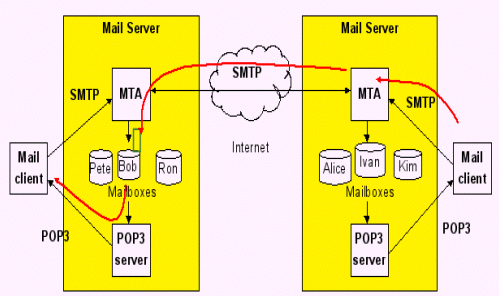 Mail Server
Mail Server
SMTP
MTA
SMTP
MTA
SMTP
Internet
Mail
client
Pete
Bob
Ron
Mailboxes
Alice
Ivan
Kim
Mailboxes
Mail
client
POP3
POP3
server
POP3
server
POP3